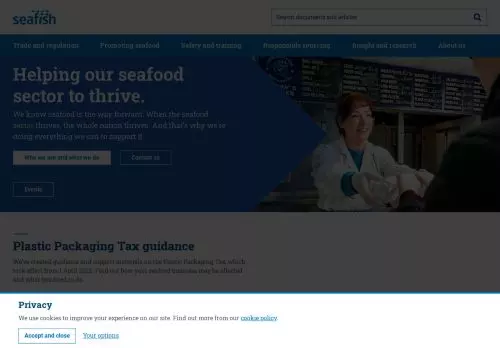 seafish
Search documents and articles
Trade and regulation
Promoting seafood
Safety and training
Responsible sourcing
Insight and research
About us
Helping our seafood
sector to thrive.
We know seafood is the way forward. When the seafood
sector thrives, the whole nation thrives. And that's why we're
doing everything we can to support it.
Who we are and what we do
Contact us
Events
Plastic Packaging Tax guidance
We've created guidance and support materials on the Plastic Packaging Tax, which
took effect from 1 April 2022. Find out how your seafood business may be affected
and what
Privacy
We use cookies to improve your experience on our site. Find out more from our cookie policy.
Accept and close
Your options